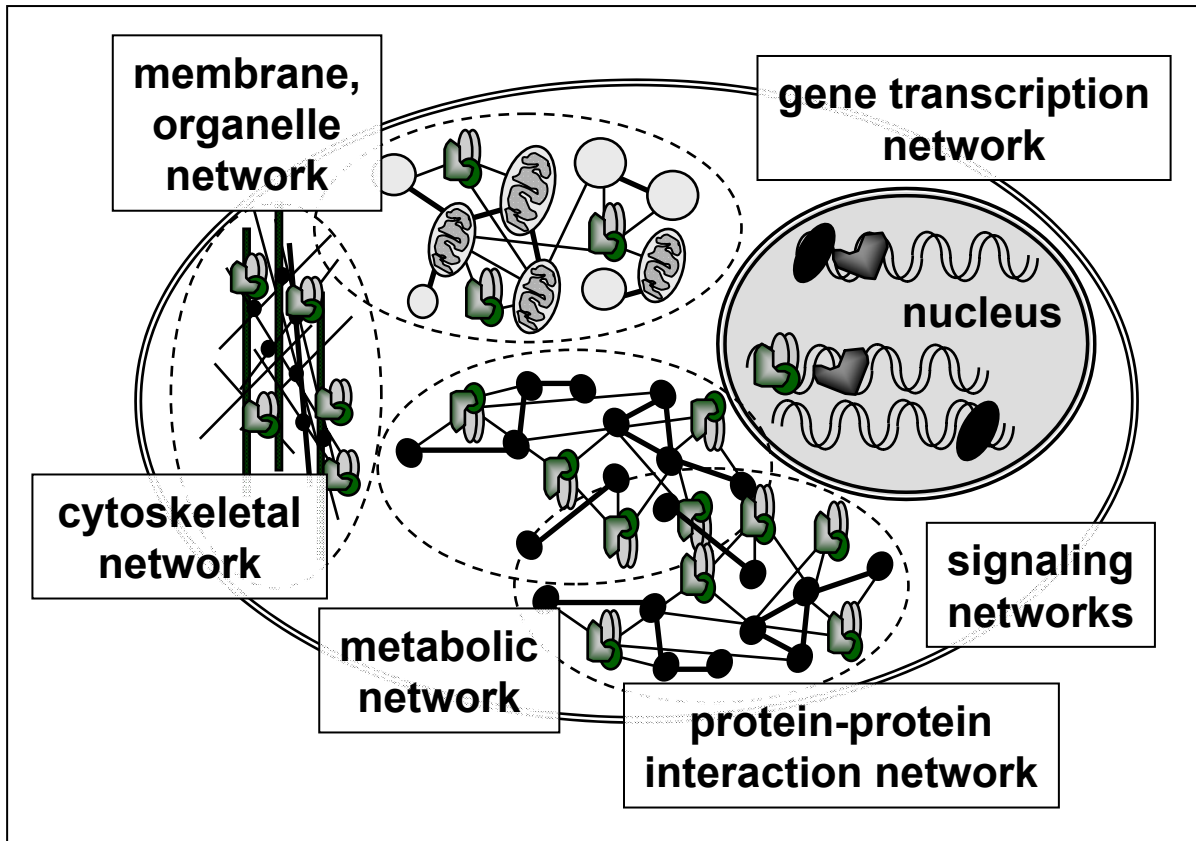 membrane,
organelle
network
gene transcription
network
nucleus
cytoskeletal
network
signaling
networks
metabolic
network
protein-protein
interaction network